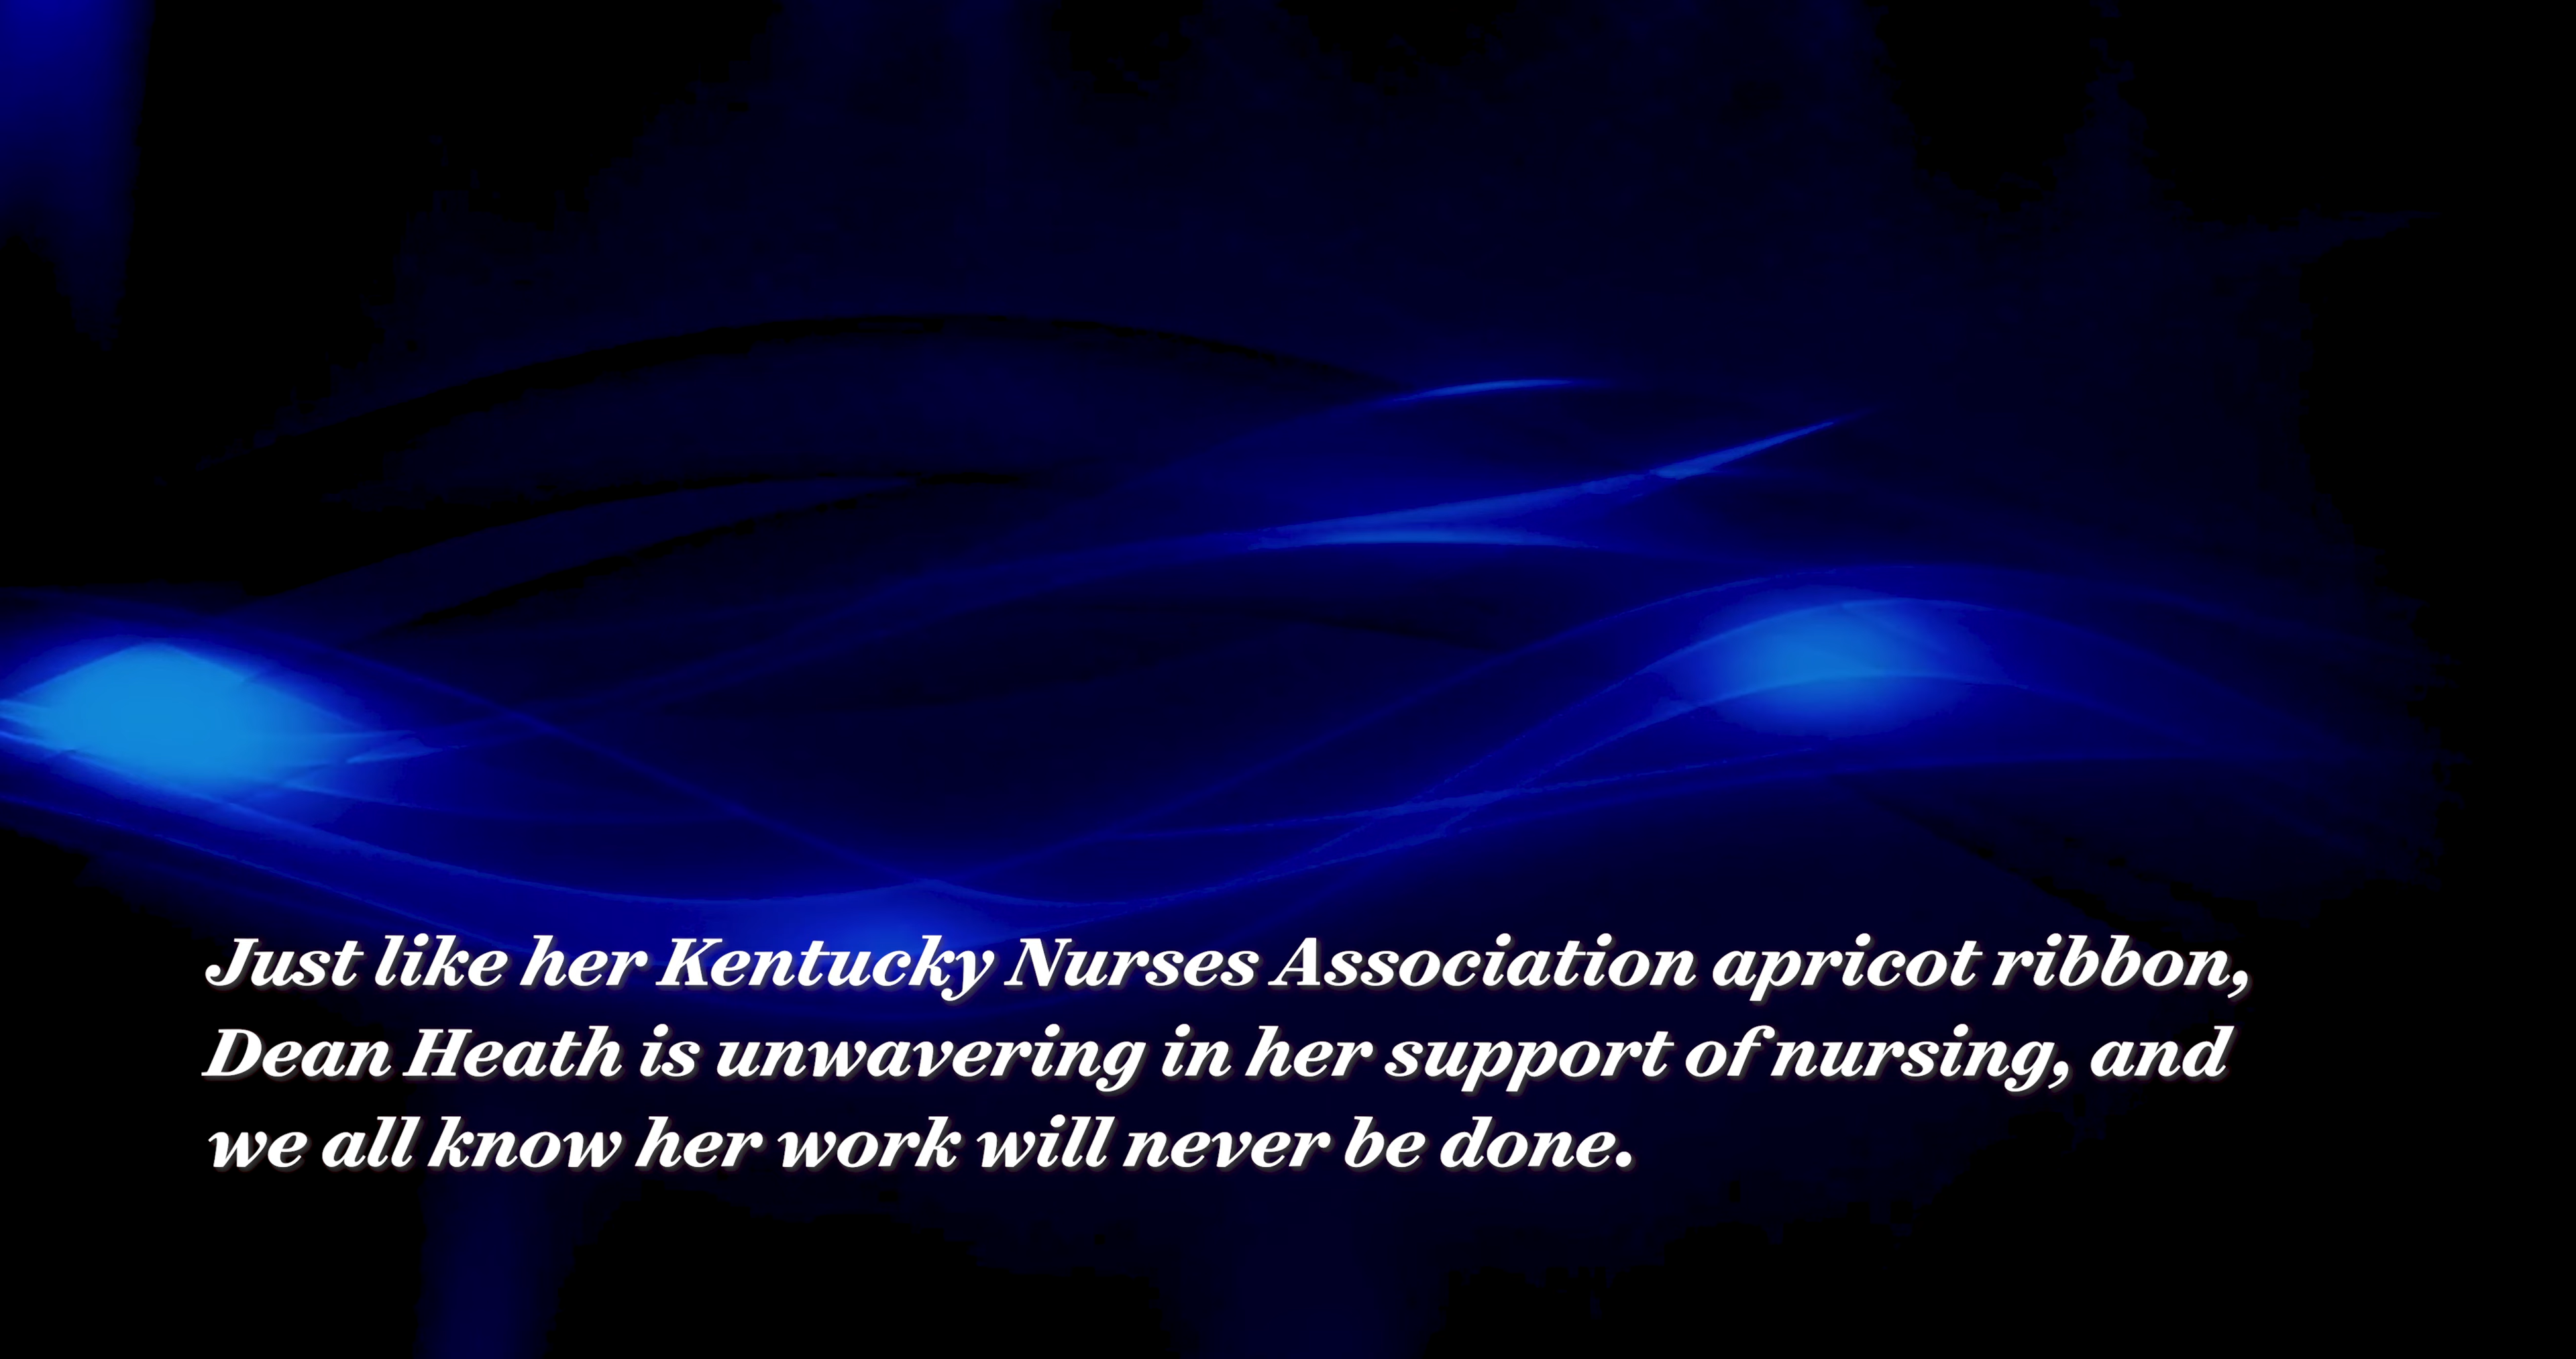 Just like her Kentucky Nurses Association apricot ribbon,
Dean Heath is unwavering in her support of nursing, and
we all know her work will never be done.